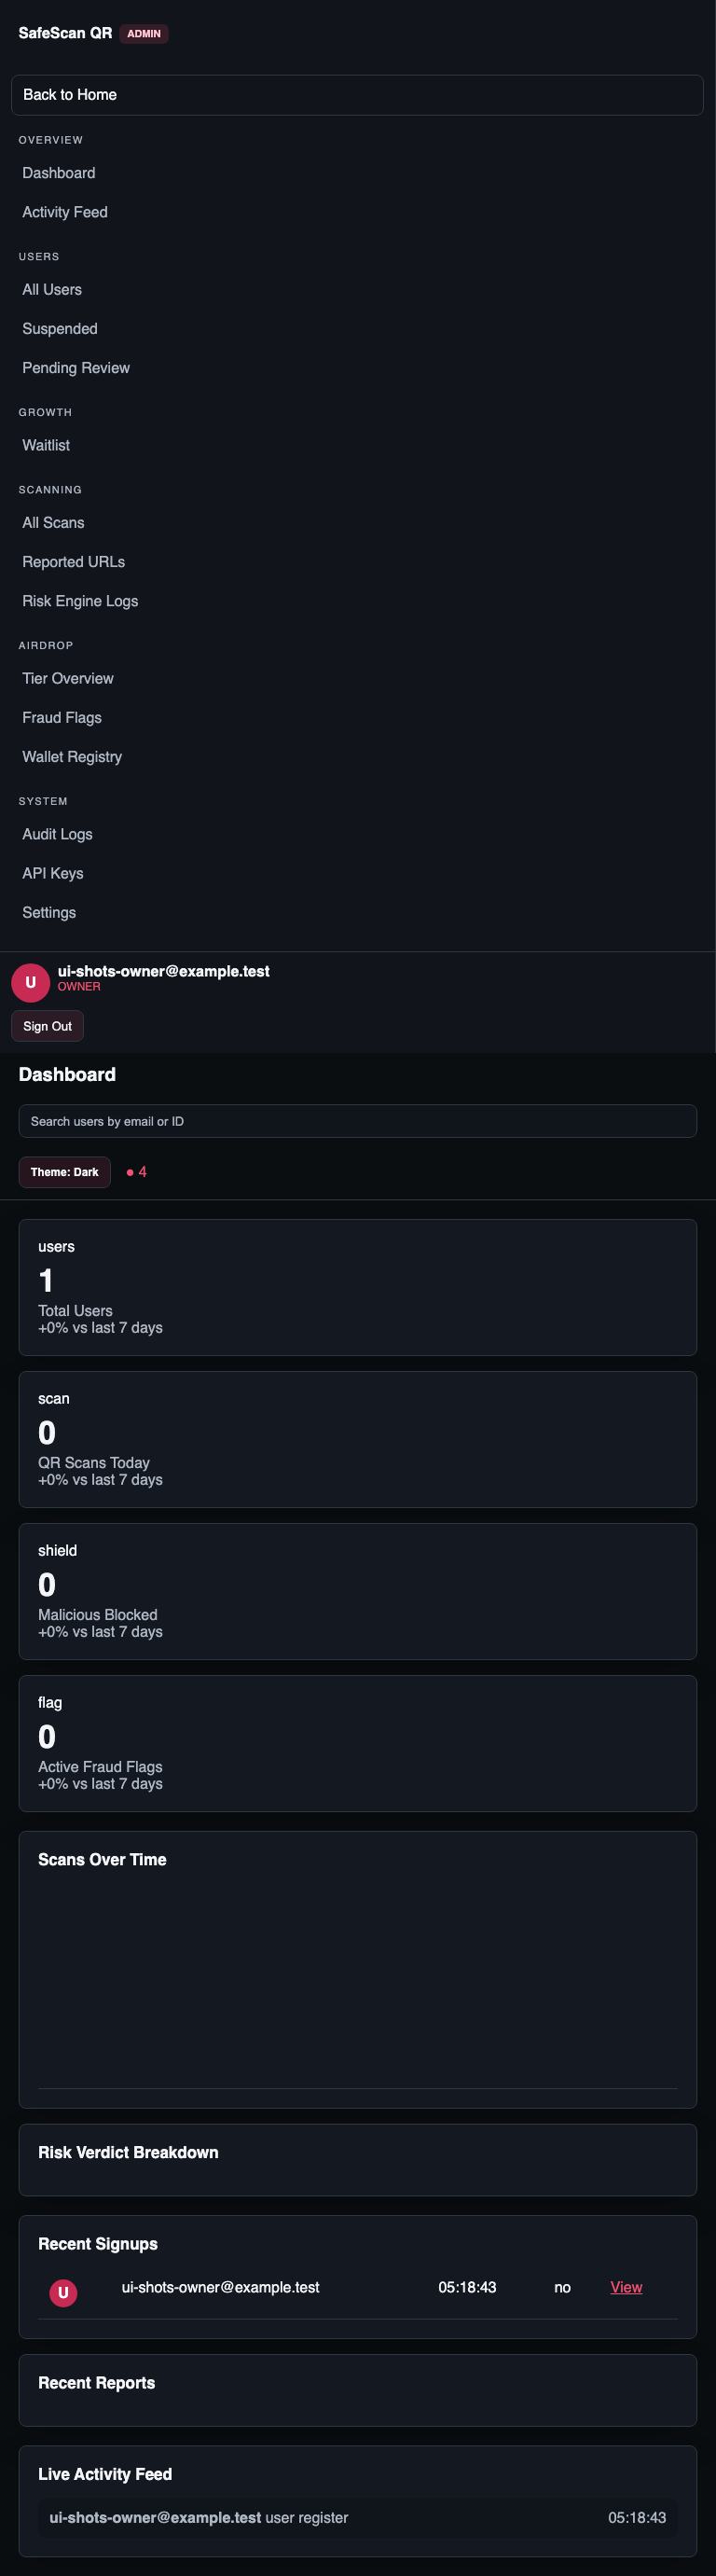 SafeScan QR ADMIN
Back to Home
OVERVIEW
Dashboard
Activity Feed
USERS
All Users
Suspended
Pending Review
GROWTH
Waitlist
SCANNING
All Scans
Reported URLs
Risk Engine Logs
AIRDROP
Tier Overview
Fraud Flags
Wallet Registry
SYSTEM
Audit Logs
API Keys
Settings
U ui-shots-owner@example.test
OWNER
Sign Out
Dashboard
Search users by email or ID
Theme: Dark ● 4
users
1
Total Users
+0% vs last 7 days
scan
0
QR Scans Today
+0% vs last 7 days
shield
0
Malicious Blocked
+0% vs last 7 days
flag
0
Active Fraud Flags
+0% vs last 7 days
Scans Over Time
Risk Verdict Breakdown
Recent Signups
U ui-shots-owner@example.test 05:18:43 no View
Recent Reports
Live Activity Feed
ui-shots-owner@example.test user register 05:18:43